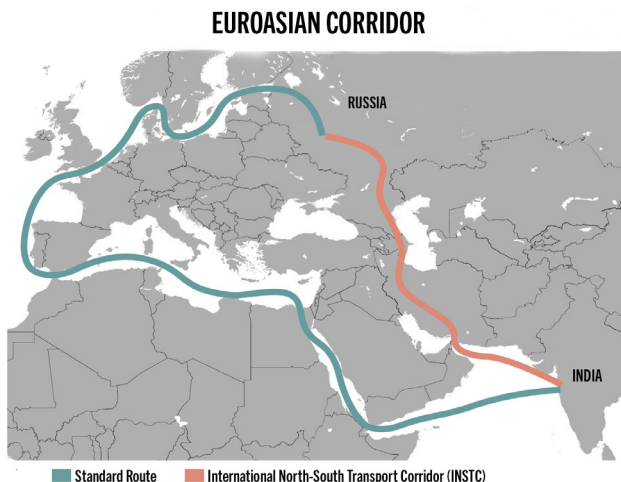 EUROASIAN CORRIDOR
RUSSIA
INDIA
Standard Route
International North-South Transport Corridor (INSTC)